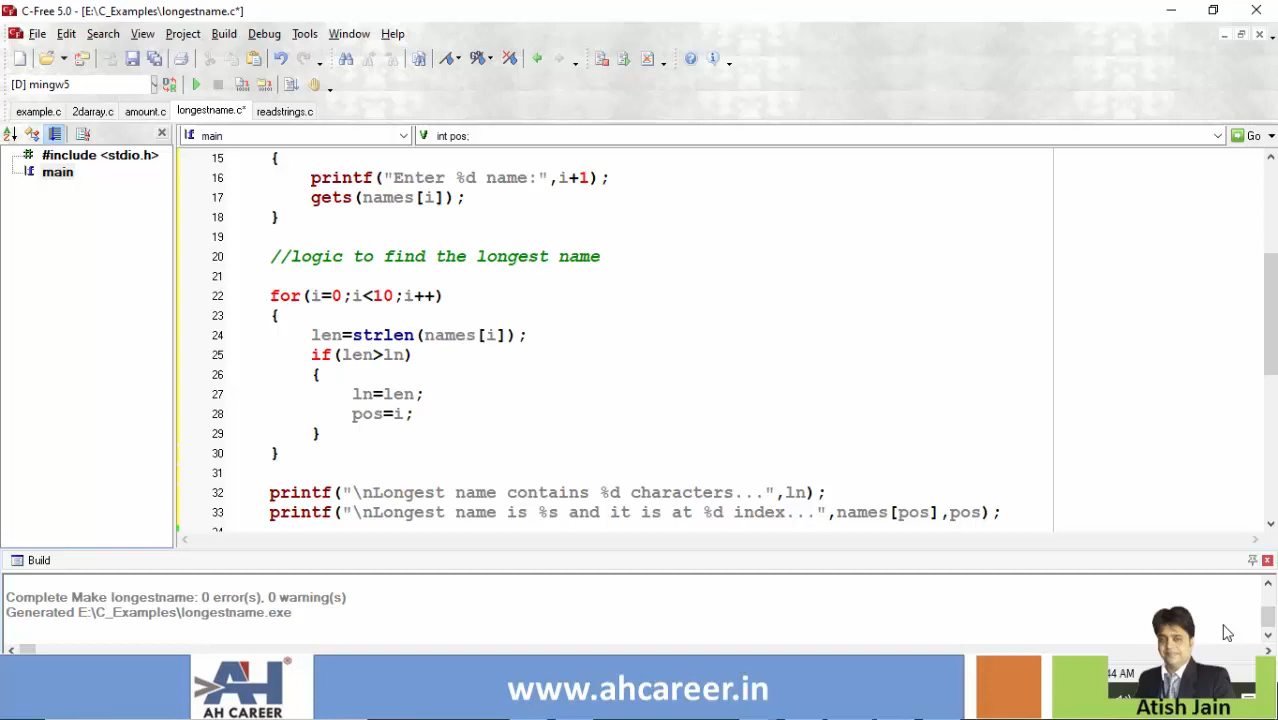 C-Free 5.0 - [E:\C_Examples\longestname.c*]
File Edit Search View Project Build Debug Tools Window Help
[D] mingw5
example.c 2darray.c amount.c longestname.c* readstrings.c
main int pos; Go
#include <stdio.h>
main
15 {
16 printf("Enter %d name:",i+1);
17 gets(names[i]);
18 }
19
20 //logic to find the longest name
21
22 for(i=0;i<10;i++)
23 {
24 len=strlen(names[i]);
25 if(len>ln)
26 {
27 ln=len;
28 pos=i;
29 }
30 }
31
32 printf("\nLongest name contains %d characters...",ln);
33 printf("\nLongest name is %s and it is at %d index...",names[pos],pos);
Build
Complete Make longestname: 0 error(s), 0 warning(s)
Generated E:\C_Examples\longestname.exe
44 AM
AH
AH CAREER
www.ahcareer.in
Atish Jain